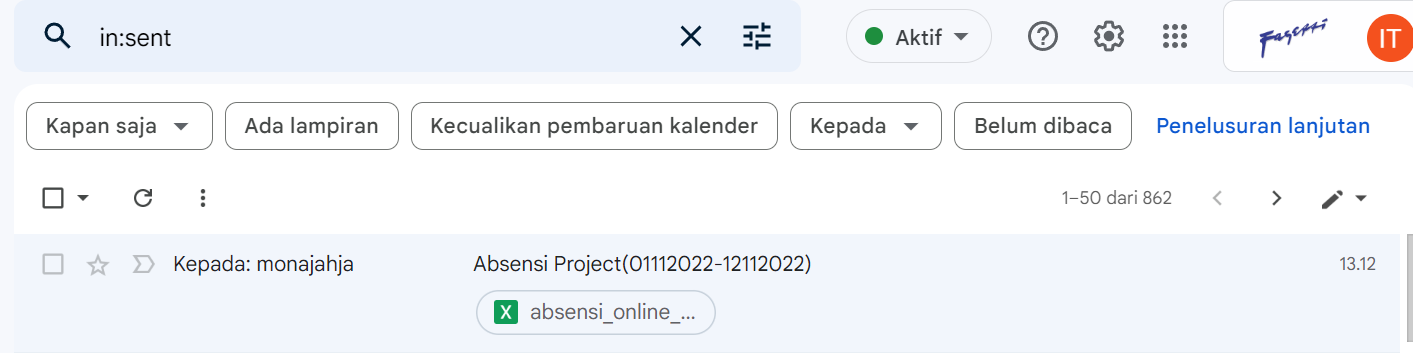 in:sent
Aktif
Fagetti
IT
Kapan saja
Ada lampiran
Kecualikan pembaruan kalender
Kepada
Belum dibaca
Penelusuran lanjutan
1–50 dari 862
Kepada: monajahja
Absensi Project(01112022-12112022)
13.12
X
absensi_online_...